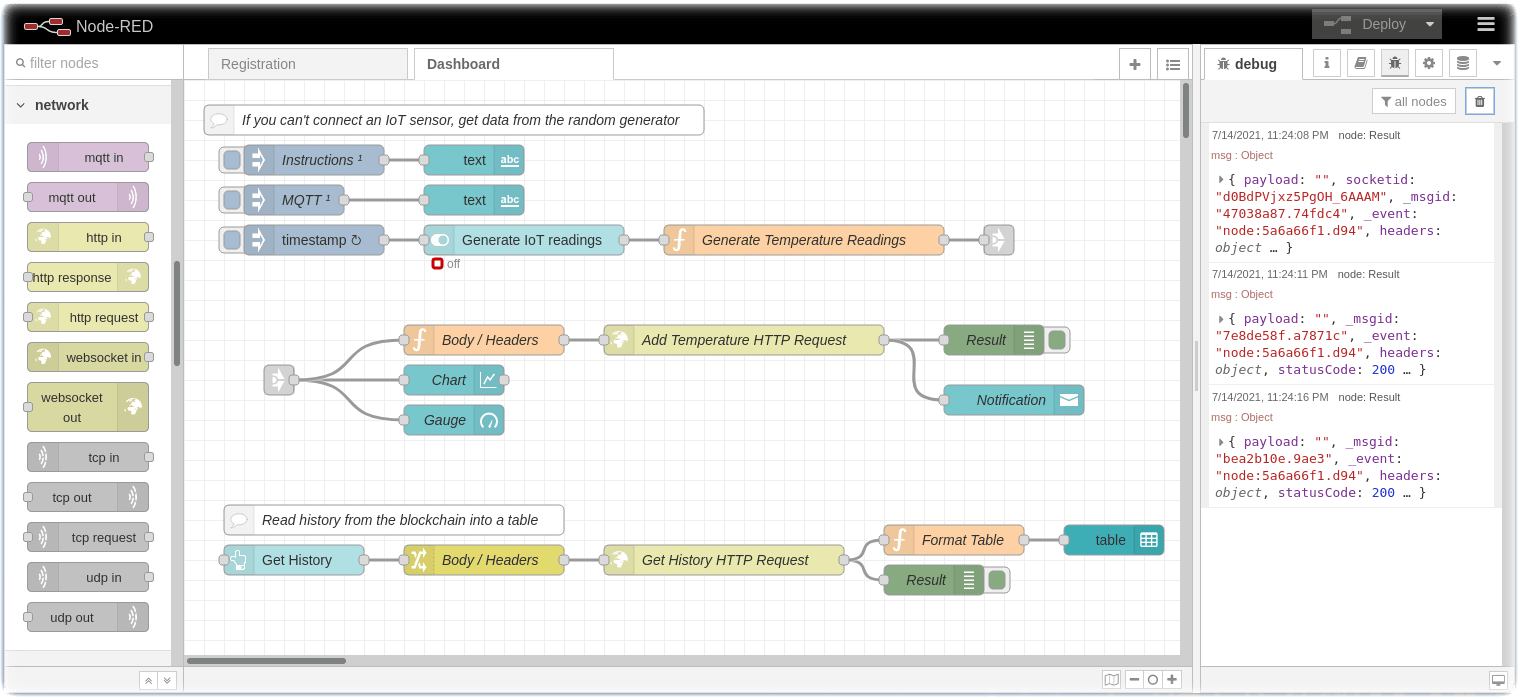 Node-RED
Deploy
filter nodes
Registration
Dashboard
debug
network
all nodes
mqtt in
mqtt out
http in
http response
http request
websocket in
websocket
out
tcp in
tcp out
tcp request
udp in
udp out
If you can't connect an IoT sensor, get data from the random generator
Instructions ¹
text
abc
MQTT ¹
text
abc
timestamp ↻
Generate IoT readings
Generate Temperature Readings
off
Body / Headers
Add Temperature HTTP Request
Result
Chart
Notification
Gauge
Read history from the blockchain into a table
Get History
Body / Headers
Get History HTTP Request
Format Table
table
Result
7/14/2021, 11:24:08 PM node: Result
msg : Object
{ payload: "", socketid:
"d0BdPVjxz5PgOH_6AAAM", _msgid:
"47038a87.74fdc4", _event:
"node:5a6a66f1.d94", headers:
object … }
7/14/2021, 11:24:11 PM node: Result
msg : Object
{ payload: "", _msgid:
"7e8de58f.a7871c", _event:
"node:5a6a66f1.d94", headers:
object, statusCode: 200 … }
7/14/2021, 11:24:16 PM node: Result
msg : Object
{ payload: "", _msgid:
"bea2b10e.9ae3", _event:
"node:5a6a66f1.d94", headers:
object, statusCode: 200 … }